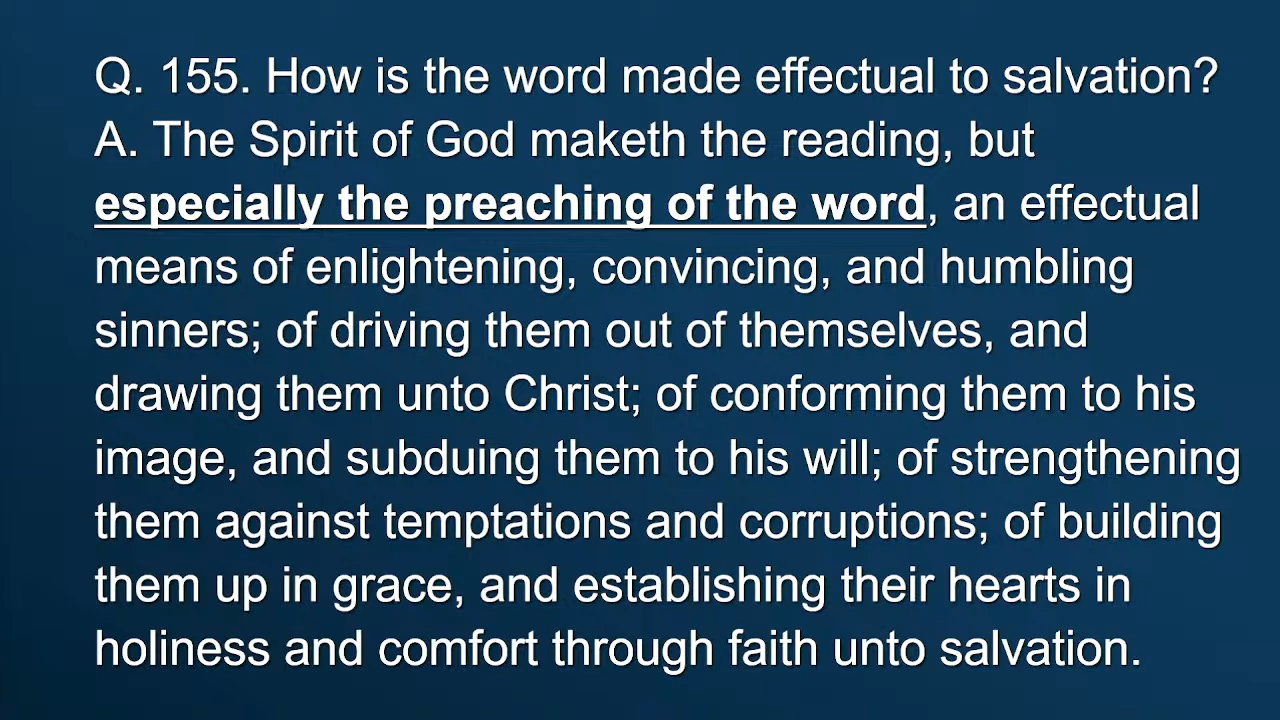 Q. 155. How is the word made effectual to salvation?
A. The Spirit of God maketh the reading, but
especially the preaching of the word, an effectual
means of enlightening, convincing, and humbling
sinners; of driving them out of themselves, and
drawing them unto Christ; of conforming them to his
image, and subduing them to his will; of strengthening
them against temptations and corruptions; of building
them up in grace, and establishing their hearts in
holiness and comfort through faith unto salvation.